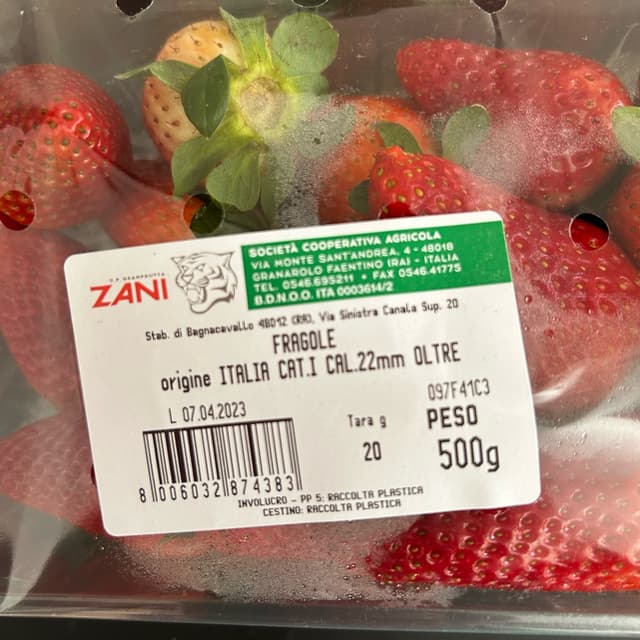 O.P. GRANFRUTTA
ZANI
SOCIETÀ COOPERATIVA AGRICOLA
VIA MONTE SANT'ANDREA, 4 - 48018
GRANAROLO FAENTINO (RA) - ITALIA
TEL. 0546.695211 • FAX 0546.41775
B.D.N.O.O. ITA 0003614/2
Stab. di Bagnacavallo 48012 (RA), Via Sinistra Canale Sup. 20
FRAGOLE
origine ITALIA CAT.I CAL.22mm OLTRE
097F41C3
L 07.04.2023
Tara g
PESO
20
500g
8 006032 874383
INVOLUCRO - PP 5: RACCOLTA PLASTICA
CESTINO: RACCOLTA PLASTICA